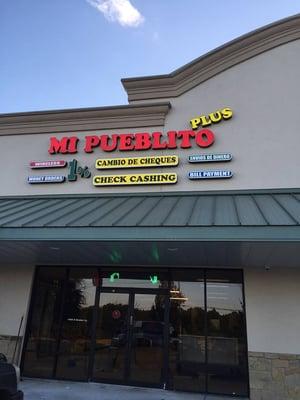 MI PUEBLITO PLUS
WIRELESS
MONEY ORDERS
1%
CAMBIO DE CHEQUES
CHECK CASHING
ENVIOS DE DINERO
BILL PAYMENT